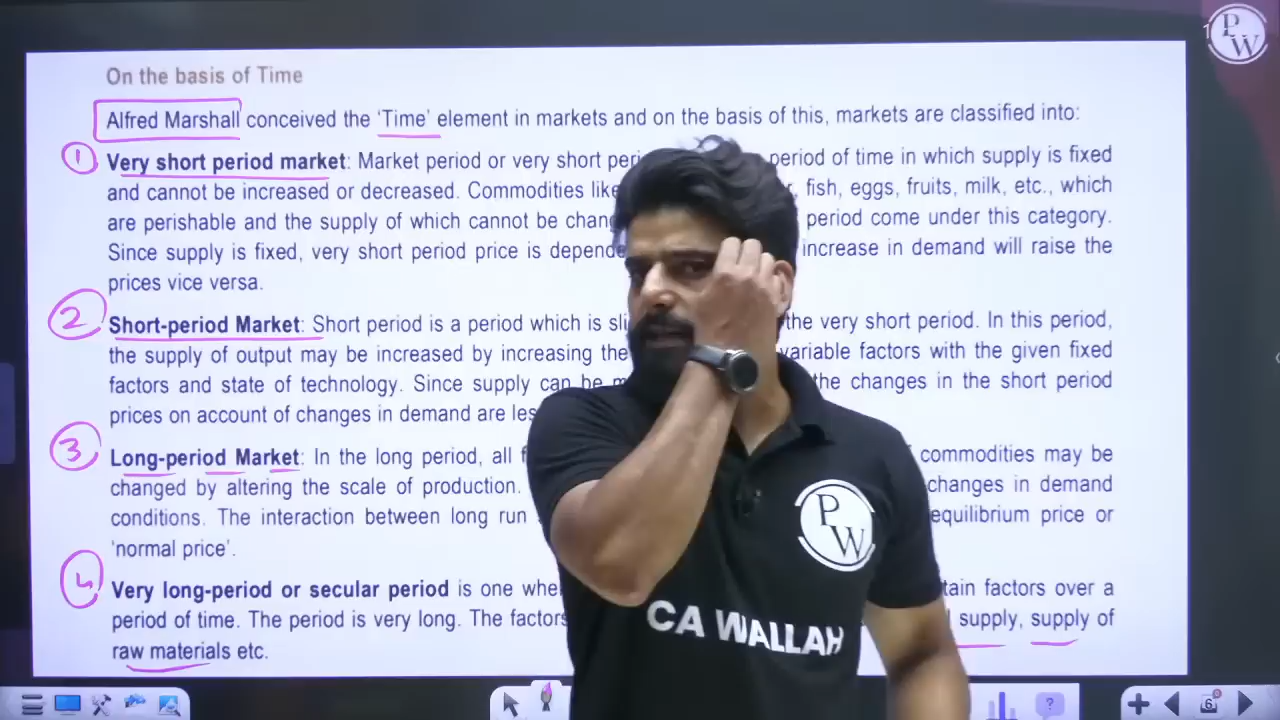 On the basis of Time
Alfred Marshall conceived the 'Time' element in markets and on the basis of this, markets are classified into:
1 Very short period market: Market period or very short period of time in which supply is fixed
and cannot be increased or decreased. Commodities like fish, eggs, fruits, milk, etc., which
are perishable and the supply of which cannot be period come under this category.
Since supply is fixed, very short period price is increase in demand will raise the
prices vice versa.
2 Short-period Market: Short period is a period which is the very short period. In this period,
the supply of output may be increased by increasing the variable factors with the given fixed
factors and state of technology. Since supply can be the changes in the short period
prices on account of changes in demand are
3 Long-period Market: In the long period, all commodities may be
changed by altering the scale of production. changes in demand
conditions. The interaction between long run equilibrium price or
'normal price'.
4 Very long-period or secular period is one factors over a
period of time. The period is very long. The supply, supply of
raw materials etc.
PW
PW
CA WALLAH
6